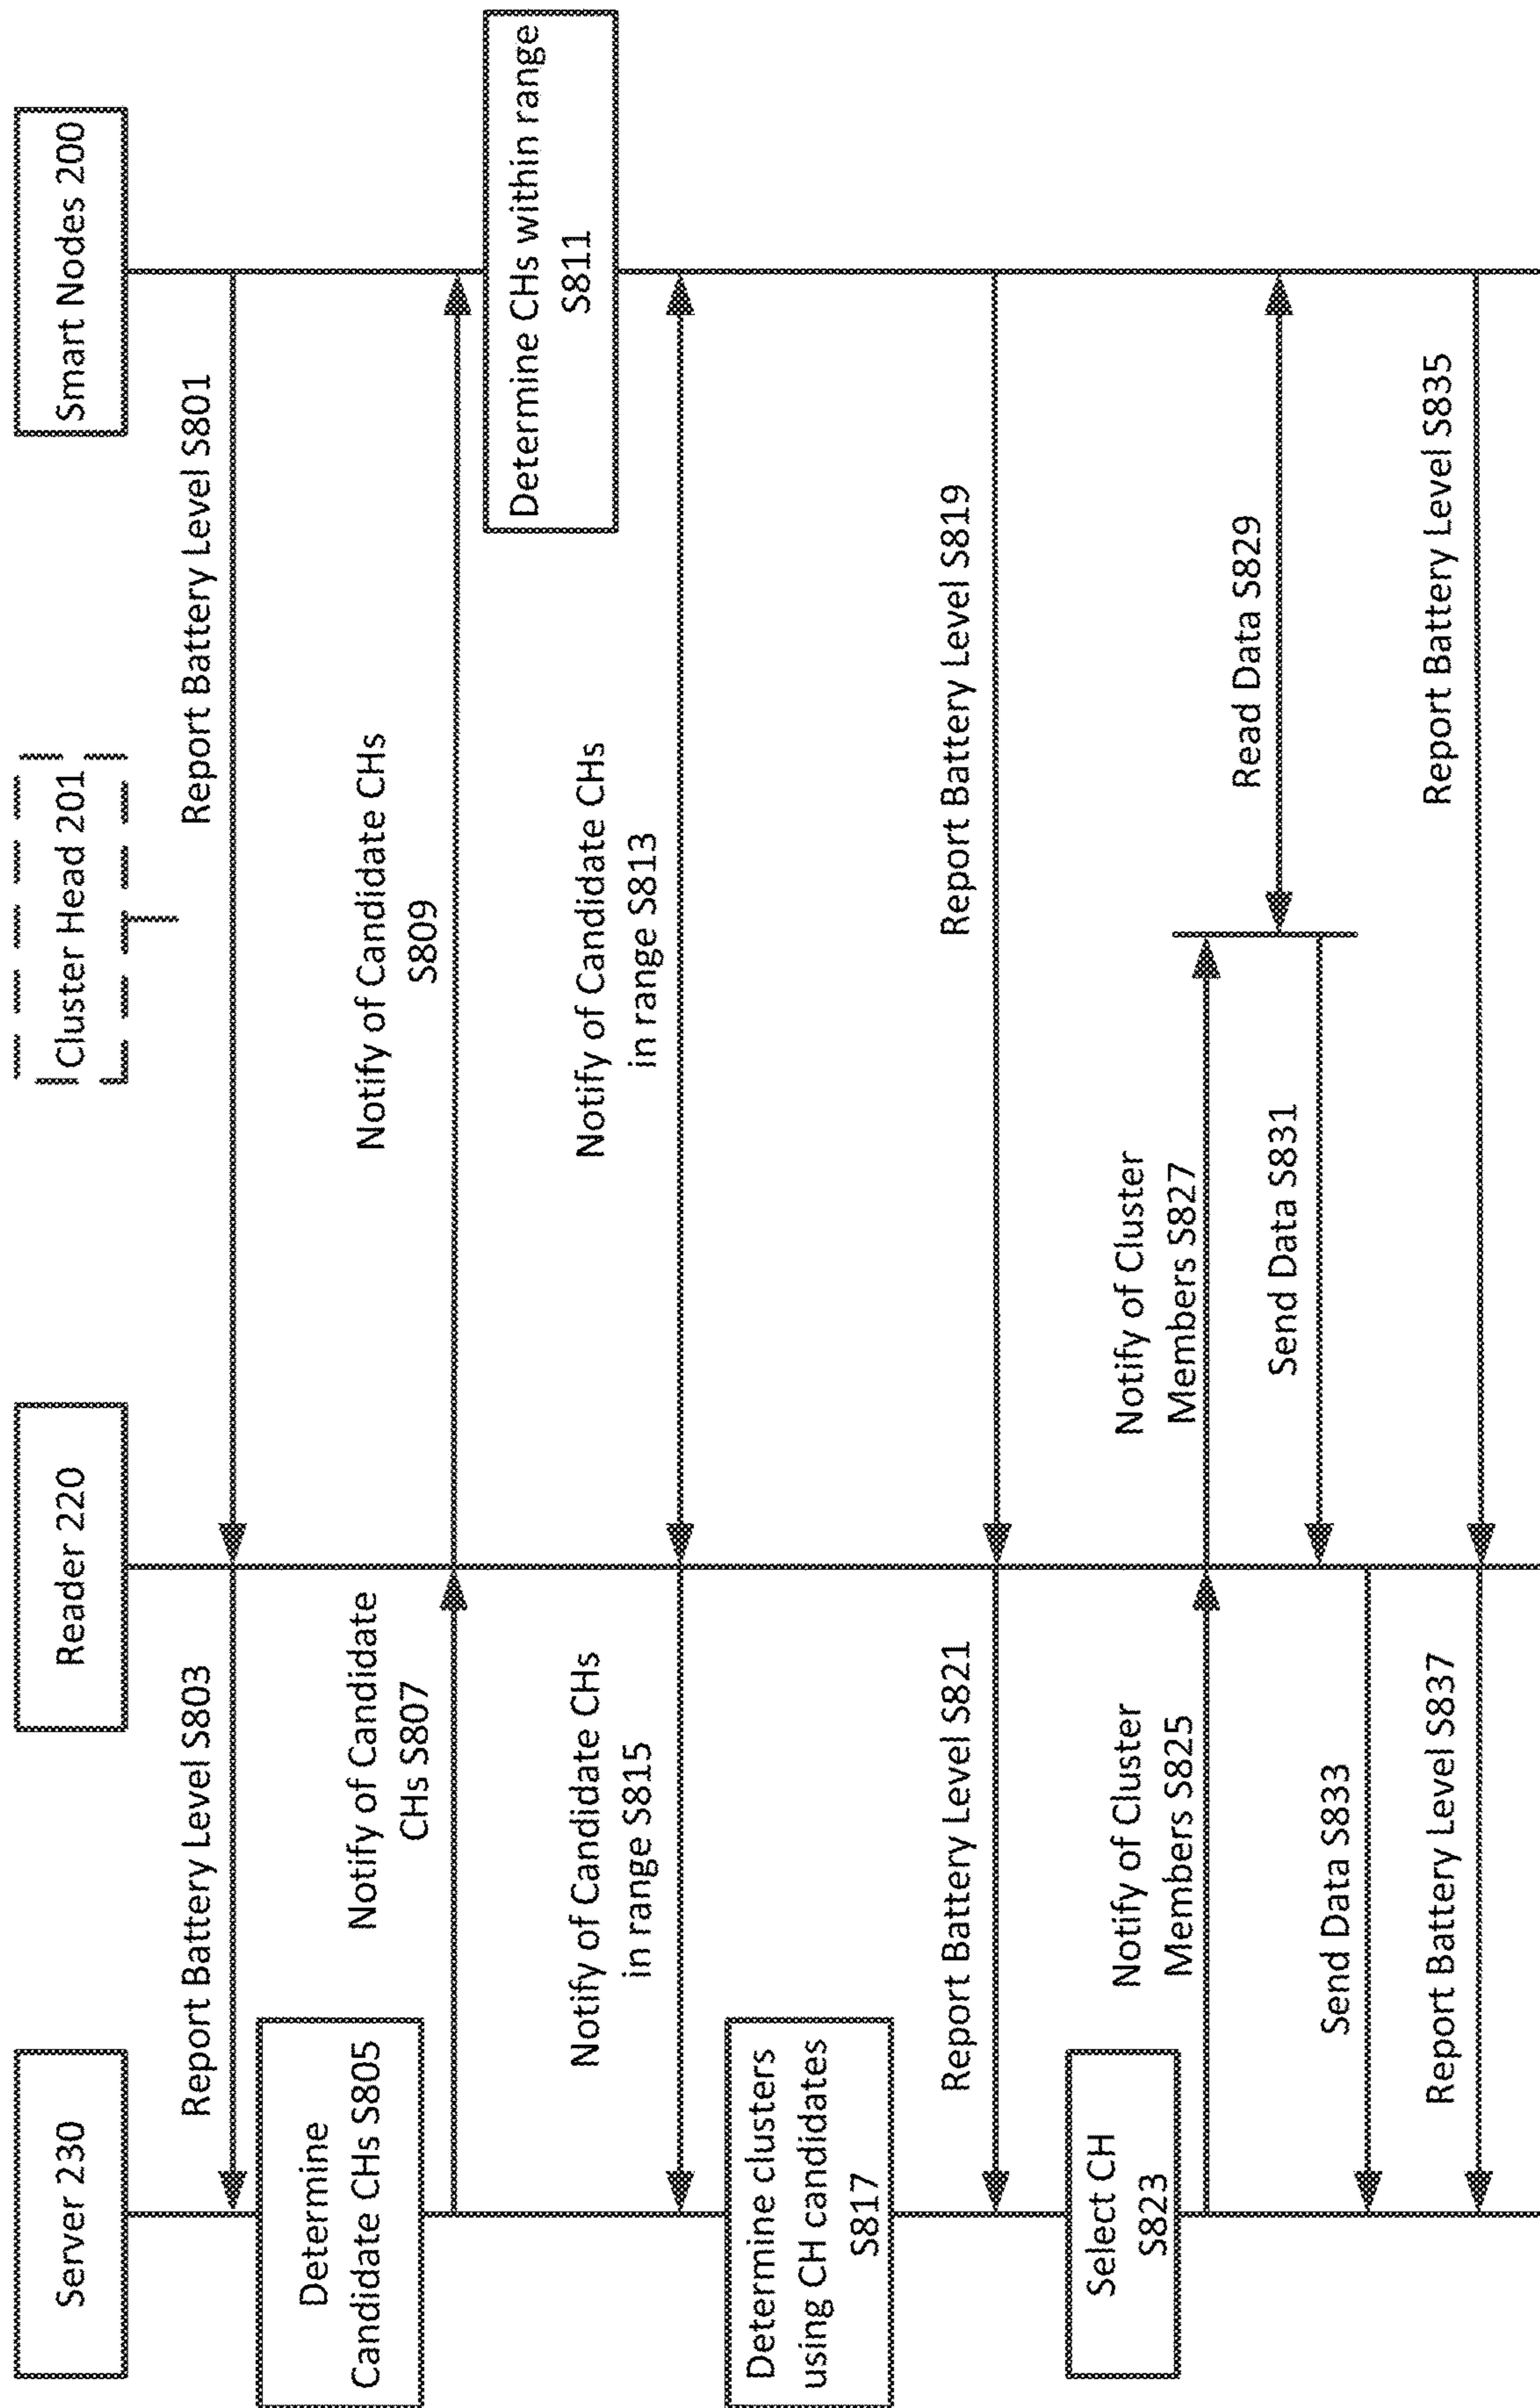 Server 230
Reader 220
Cluster Head 201
Smart Nodes 200
Report Battery Level S803
Report Battery Level S801
Determine
Candidate CHs S805
Notify of Candidate
CHs S807
Notify of Candidate CHs
S809
Determine CHs within range
S811
Notify of Candidate CHs
in range S815
Notify of Candidate CHs
in range S813
Determine clusters
using CH candidates
S817
Report Battery Level S821
Report Battery Level S819
Select CH
S823
Notify of Cluster
Members S825
Notify of Cluster
Members S827
Read Data S829
Send Data S831
Send Data S833
Report Battery Level S837
Report Battery Level S835